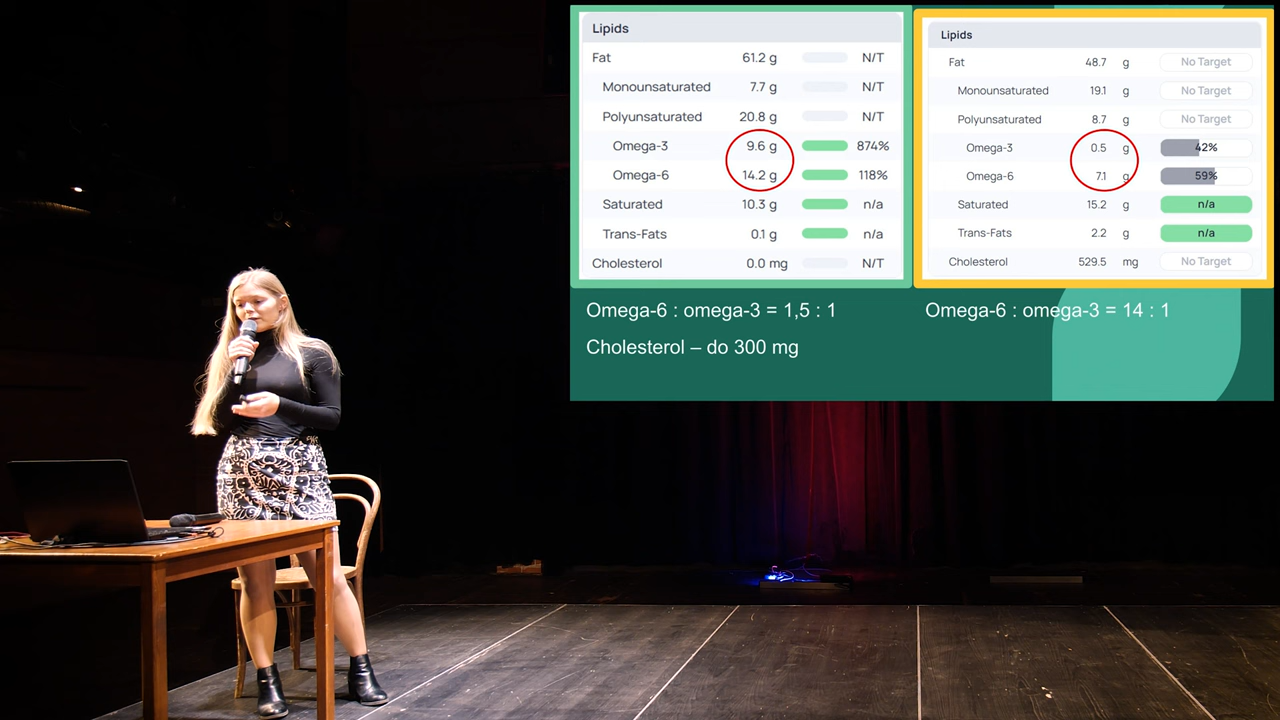 Lipids
Fat 61.2 g N/T
Monounsaturated 7.7 g N/T
Polyunsaturated 20.8 g N/T
Omega-3 9.6 g 874%
Omega-6 14.2 g 118%
Saturated 10.3 g n/a
Trans-Fats 0.1 g n/a
Cholesterol 0.0 mg N/T
Omega-6 : omega-3 = 1,5 : 1
Cholesterol – do 300 mg
Lipids
Fat 48.7 g No Target
Monounsaturated 19.1 g No Target
Polyunsaturated 8.7 g No Target
Omega-3 0.5 g 42%
Omega-6 7.1 g 59%
Saturated 15.2 g n/a
Trans-Fats 2.2 g n/a
Cholesterol 529.5 mg No Target
Omega-6 : omega-3 = 14 : 1